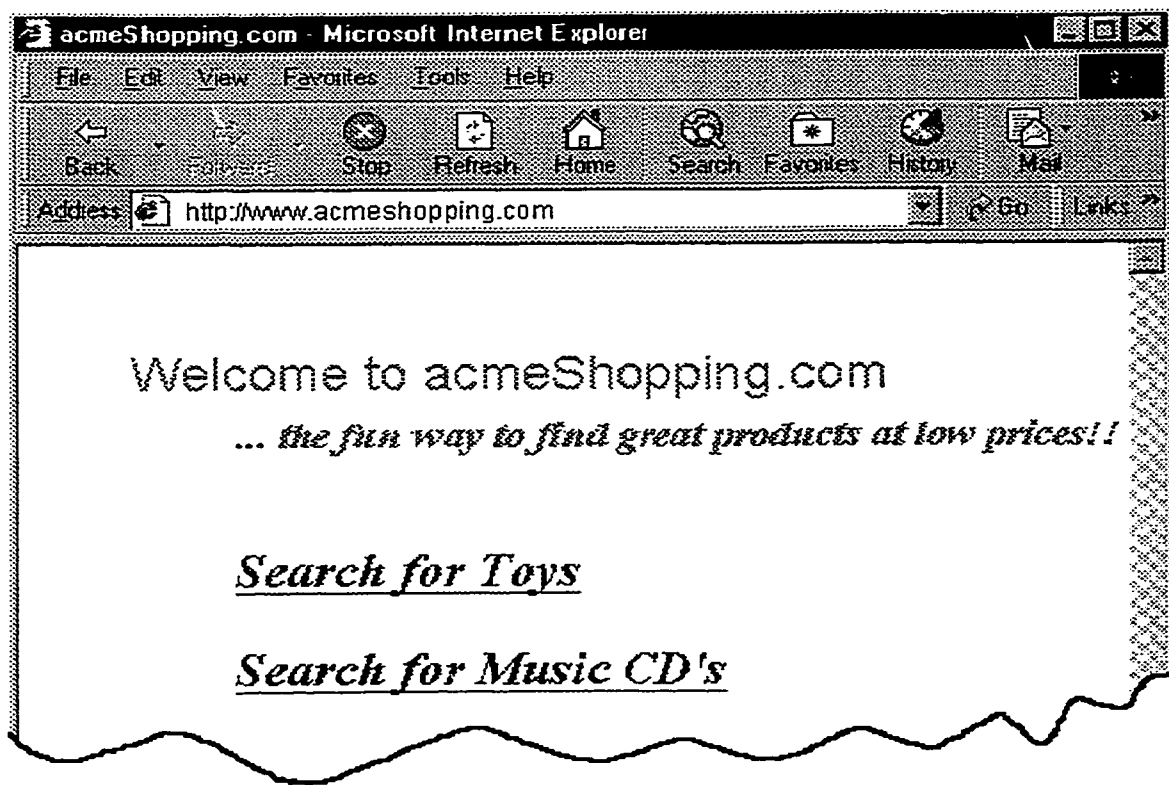 acmeShopping.com - Microsoft Internet Explorer
File Edit View Favorites Tools Help
Back Forward Stop Refresh Home Search Favorites History Mail »
Address http://www.acmeshopping.com Go Links »
Welcome to acmeShopping.com
... the fun way to find great products at low prices!!
Search for Toys
Search for Music CD's